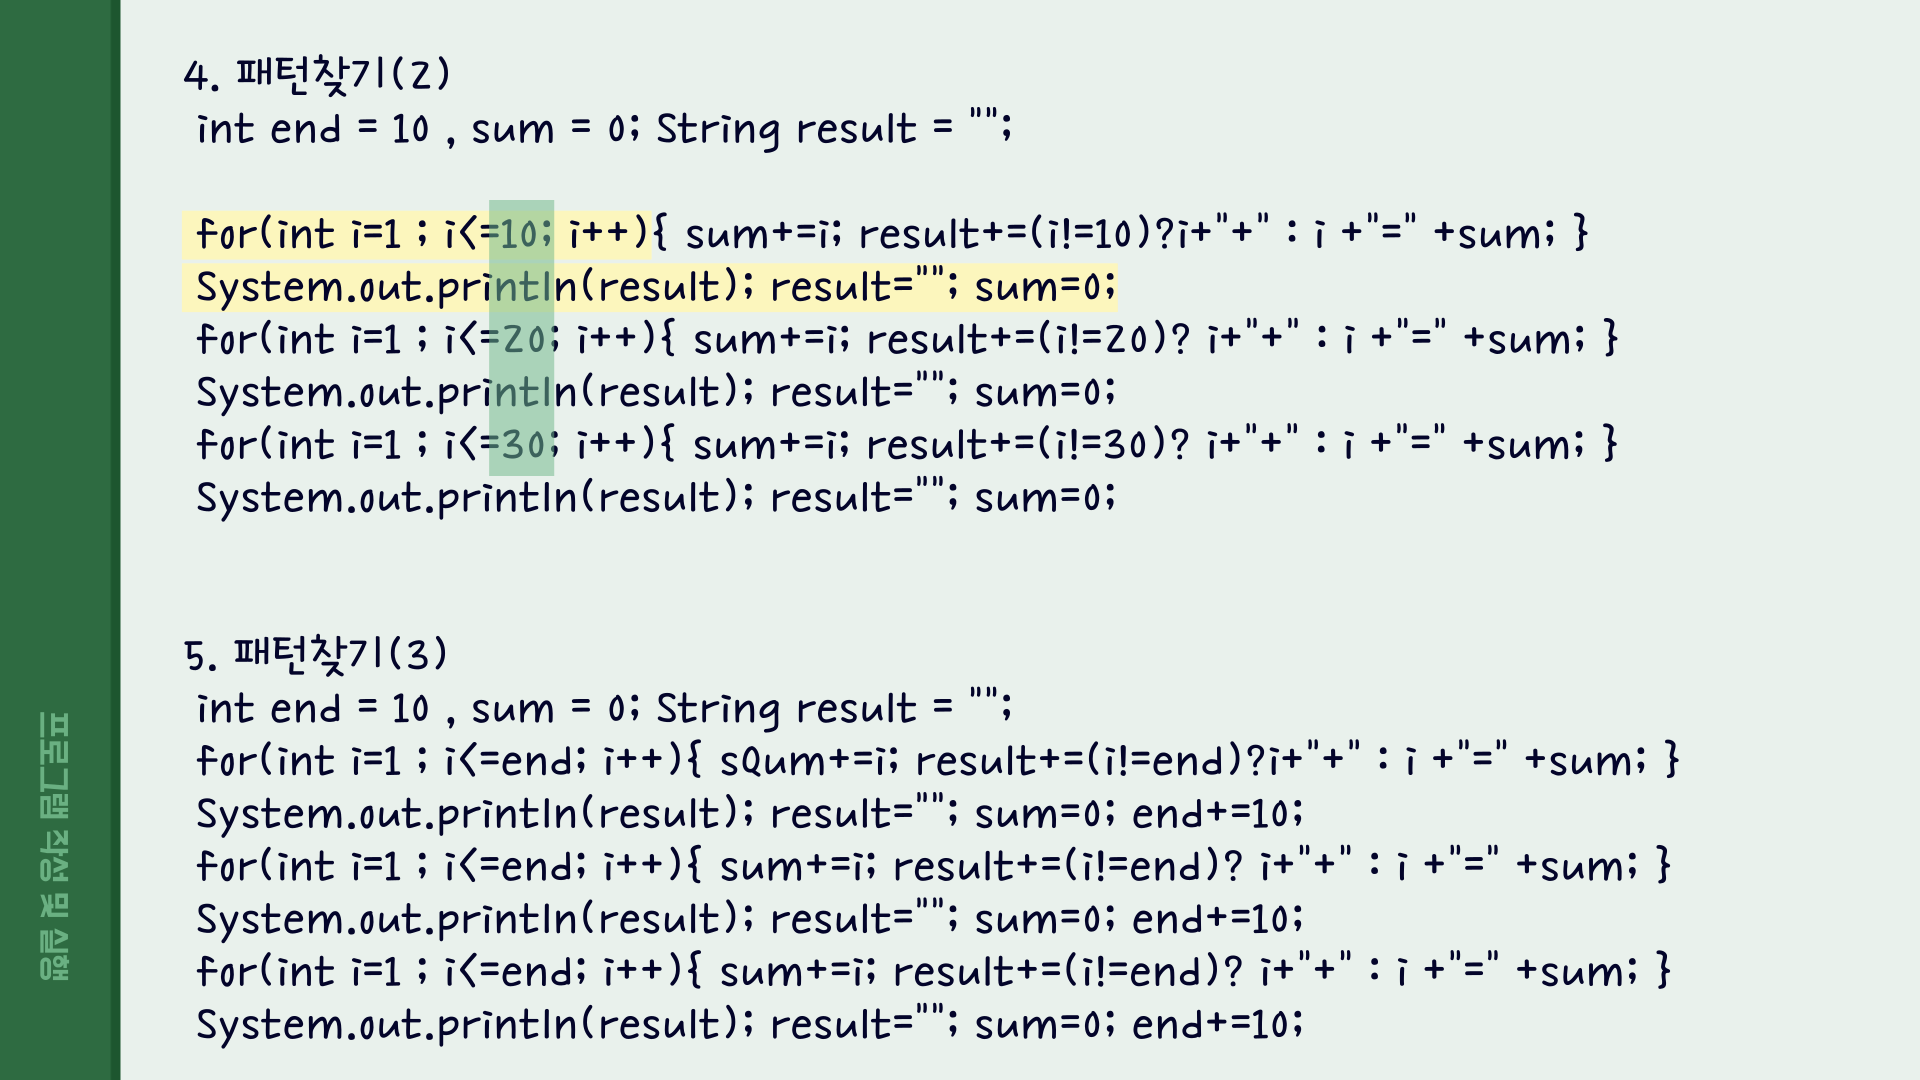 4. 패턴찾기(2)
int end = 10 , sum = 0; String result = "";
for(int i=1 ; i<=10; i++){ sum+=i; result+=(i!=10)?i+"+" : i +"=" +sum; }
System.out.println(result); result=""; sum=0;
for(int i=1 ; i<=20; i++){ sum+=i; result+=(i!=20)? i+"+" : i +"=" +sum; }
System.out.println(result); result=""; sum=0;
for(int i=1 ; i<=30; i++){ sum+=i; result+=(i!=30)? i+"+" : i +"=" +sum; }
System.out.println(result); result=""; sum=0;
5. 패턴찾기(3)
int end = 10 , sum = 0; String result = "";
for(int i=1 ; i<=end; i++){ sQum+=i; result+=(i!=end)?i+"+" : i +"=" +sum; }
System.out.println(result); result=""; sum=0; end+=10;
for(int i=1 ; i<=end; i++){ sum+=i; result+=(i!=end)? i+"+" : i +"=" +sum; }
System.out.println(result); result=""; sum=0; end+=10;
for(int i=1 ; i<=end; i++){ sum+=i; result+=(i!=end)? i+"+" : i +"=" +sum; }
System.out.println(result); result=""; sum=0; end+=10;
프로그램 작성 및 실행